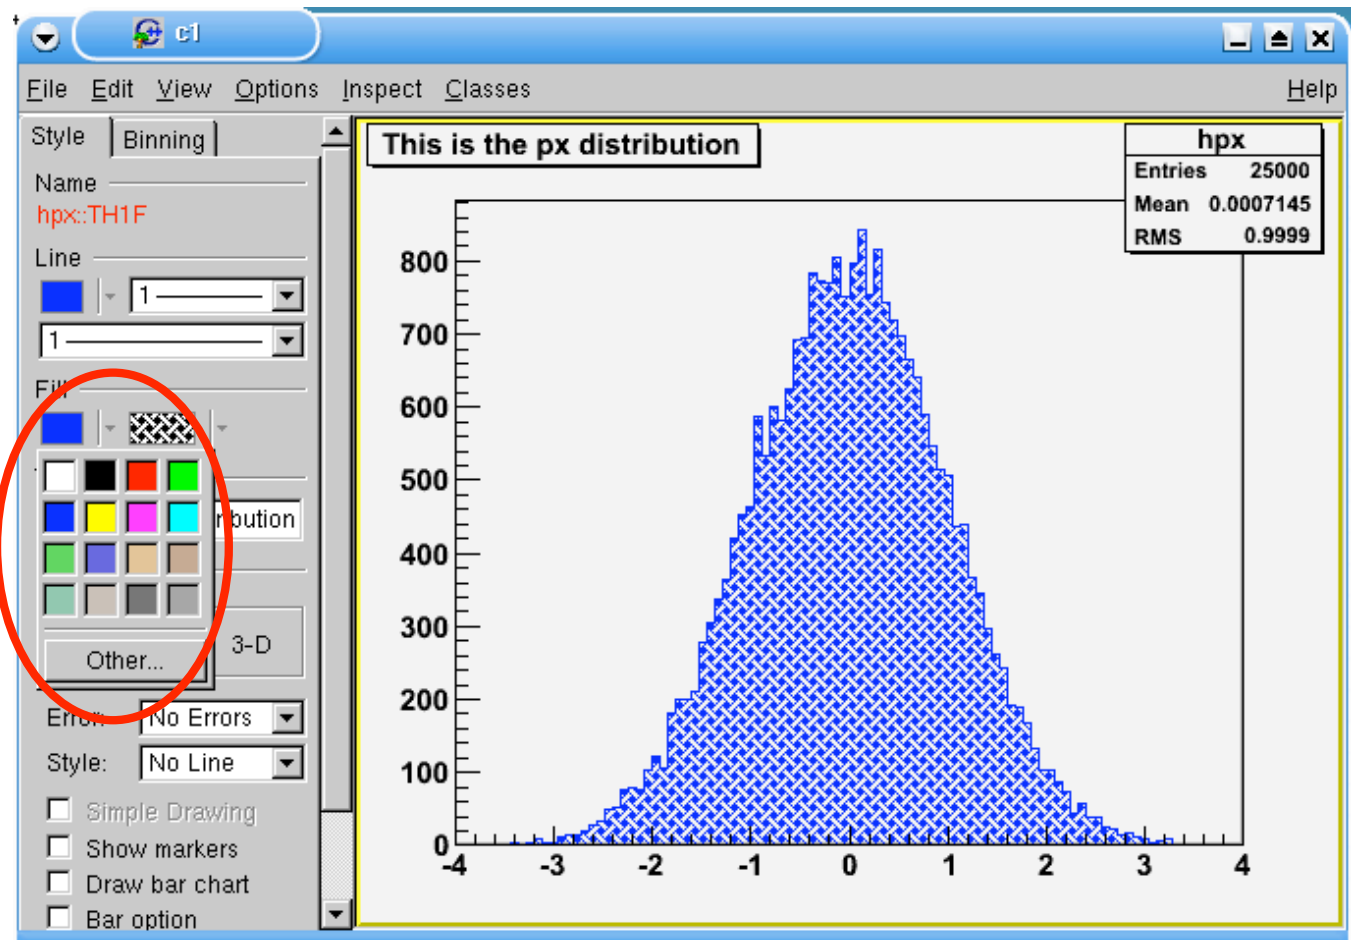 c1
File Edit View Options Inspect Classes Help
Style Binning
Name
hpx::TH1F
Line
1
1
Fill
ribution
3-D
Other...
Error: No Errors
Style: No Line
Simple Drawing
Show markers
Draw bar chart
Bar option
This is the px distribution
hpx
Entries 25000
Mean 0.0007145
RMS 0.9999
800
700
600
500
400
300
200
100
0
-4 -3 -2 -1 0 1 2 3 4